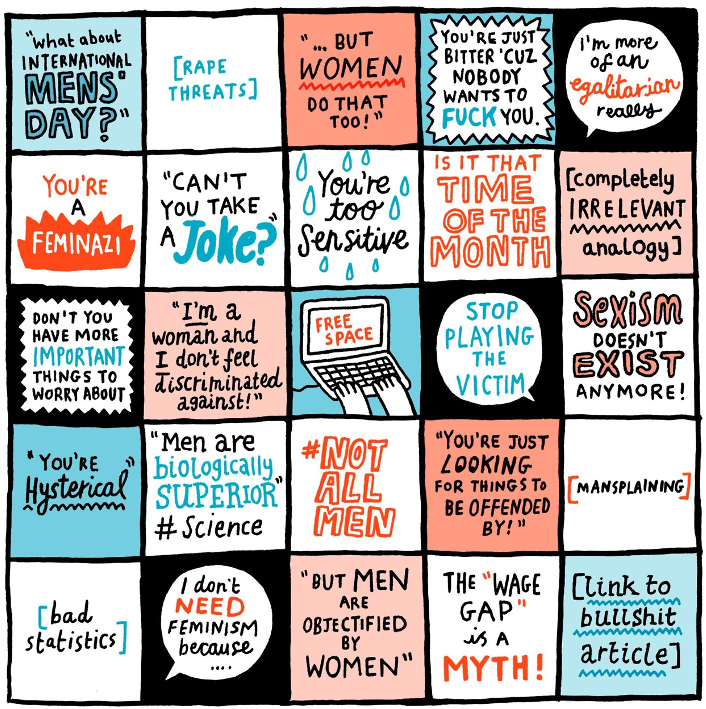 "What about
INTERNATIONAL
MENS'
DAY?"
[RAPE
THREATS]
"... BUT
WOMEN
DO THAT
TOO!"
YOU'RE JUST
BITTER 'CUZ
NOBODY
WANTS TO
FUCK YOU.
I'm more
of an
egalitarian
really
YOU'RE
A
FEMINAZI
"CAN'T
YOU TAKE
A Joke?"
You're
too
Sensitive
IS IT THAT
TIME
OF THE
MONTH
[completely
IRRELEVANT
analogy]
DON'T YOU
HAVE MORE
IMPORTANT
THINGS TO
WORRY ABOUT
"I'm a
woman and
I don't feel
discriminated
against!"
FREE
SPACE
STOP
PLAYING
THE
VICTIM
SEXISM
DOESN'T
EXIST
ANYMORE!
"YOU'RE
Hysterical"
"Men are
biologically
SUPERIOR"
# Science
#NOT
ALL
MEN
"YOU'RE JUST
LOOKING
FOR THINGS TO
BE OFFENDED
BY!"
[MANSPLAINING]
[bad
statistics]
I don't
NEED
FEMINISM
because
....
"BUT MEN
ARE
OBJECTIFIED
BY
WOMEN"
THE "WAGE
GAP"
is a
MYTH!
[link to
bullshit
article]